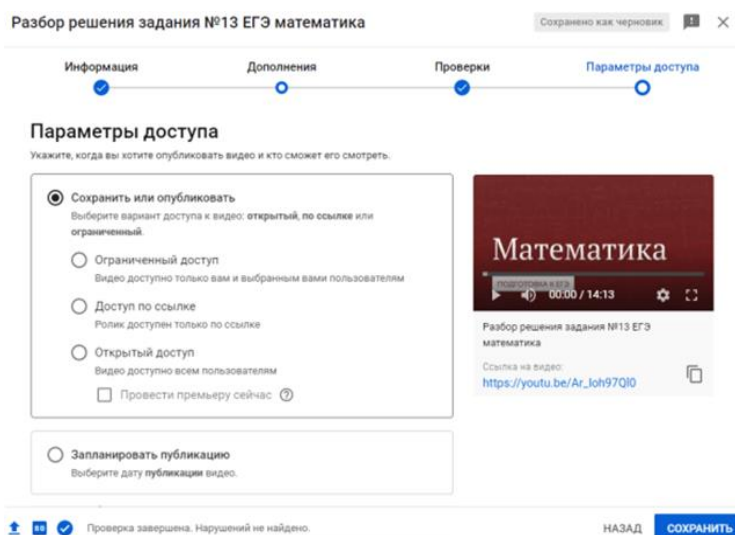 Разбор решения задания №13 ЕГЭ математика
Сохранено как черновик
Информация
Дополнения
Проверки
Параметры доступа
Параметры доступа
Укажите, когда вы хотите опубликовать видео и кто сможет его смотреть.
Сохранить или опубликовать
Выберите вариант доступа к видео: открытый, по ссылке или
ограниченный.
Ограниченный доступ
Видео доступно только вам и выбранным вами пользователям
Доступ по ссылке
Ролик доступен только по ссылке
Открытый доступ
Видео доступно всем пользователям
Провести премьеру сейчас
Запланировать публикацию
Выберите дату публикации видео.
Математика
ПОДГОТОВКА К ЕГЭ
00:00 / 14:13
Разбор решения задания №13 ЕГЭ
математика
Ссылка на видео:
https://youtu.be/Ar_Ioh97Ql0
Проверка завершена. Нарушений не найдено.
НАЗАД
СОХРАНИТЬ